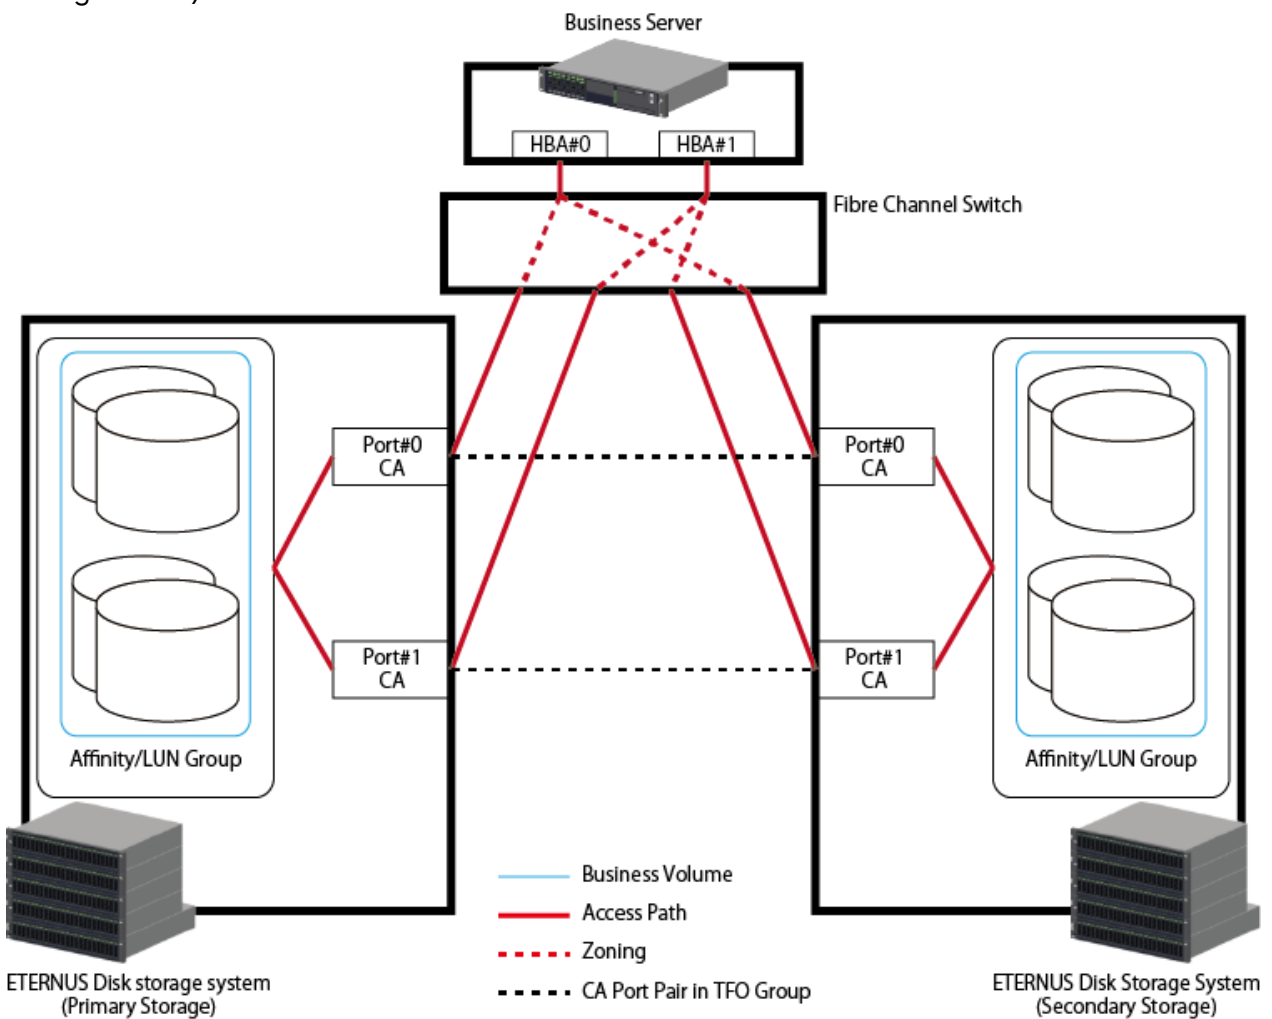 Business Server
HBA#0
HBA#1
Fibre Channel Switch
Port#0
CA
Port#0
CA
Port#1
CA
Port#1
CA
Affinity/LUN Group
Affinity/LUN Group
Business Volume
Access Path
Zoning
CA Port Pair in TFO Group
ETERNUS Disk storage system
(Primary Storage)
ETERNUS Disk Storage System
(Secondary Storage)